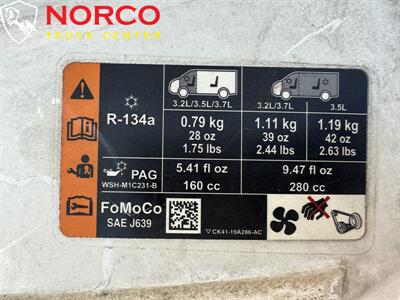 NORCO
TRUCK CENTER
3.2L/3.5L/3.7L
3.2L/3.7L
3.5L
R-134a
0.79 kg
28 oz
1.75 lbs
1.11 kg
39 oz
2.44 lbs
1.19 kg
42 oz
2.63 lbs
PAG
WSH-M1C231-B
5.41 fl oz
160 cc
9.47 fl oz
280 cc
FoMoCo
SAE J639
CK41-19A286-AC